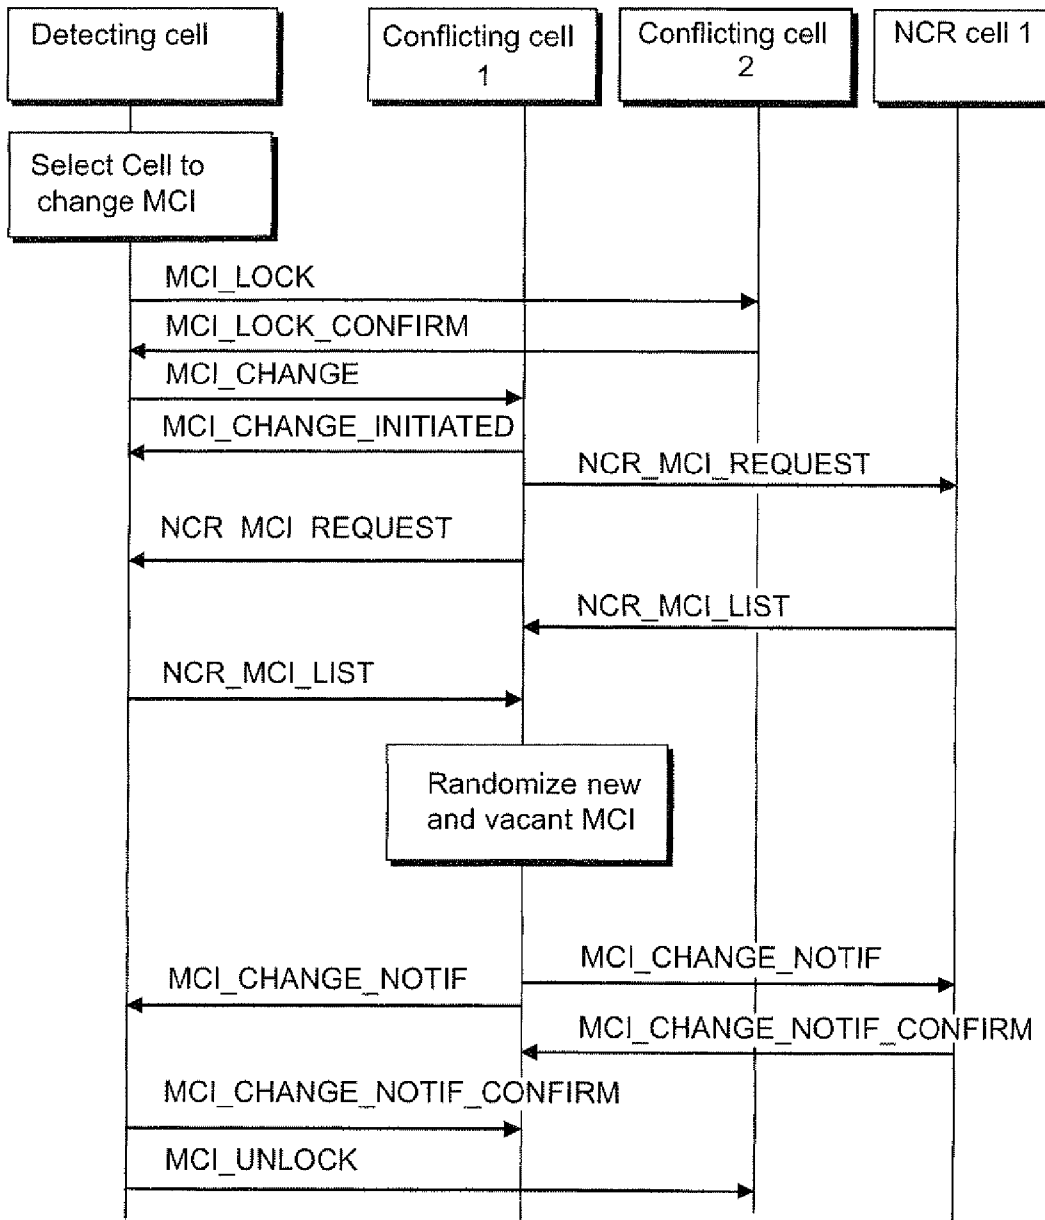 Detecting cell
Conflicting cell
1
Conflicting cell
2
NCR cell 1
Select Cell to
change MCI
MCI_LOCK
MCI_LOCK_CONFIRM
MCI_CHANGE
MCI_CHANGE_INITIATED
NCR_MCI_REQUEST
NCR MCI REQUEST
NCR_MCI_LIST
NCR_MCI_LIST
Randomize new
and vacant MCI
MCI_CHANGE_NOTIF
MCI_CHANGE_NOTIF
MCI_CHANGE_NOTIF_CONFIRM
MCI_CHANGE_NOTIF_CONFIRM
MCI_UNLOCK